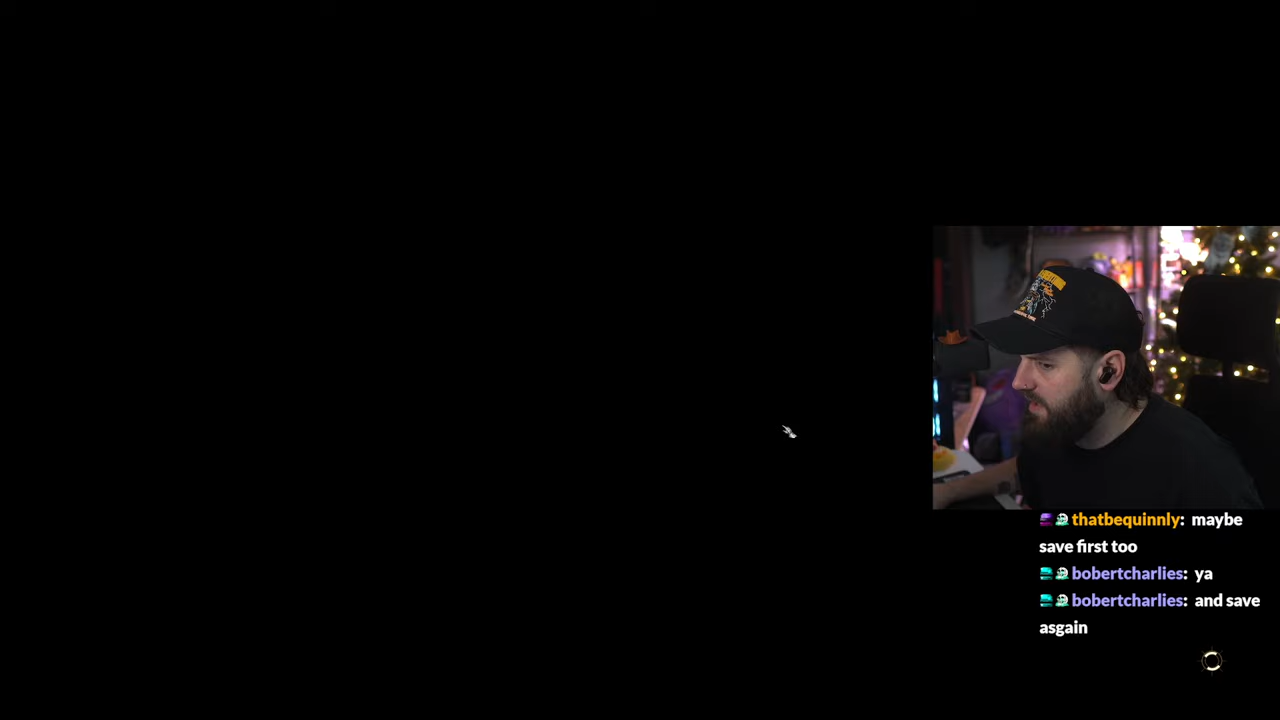 thatbequinnly: maybe
save first too
bobertcharlies: ya
bobertcharlies: and save
asgain